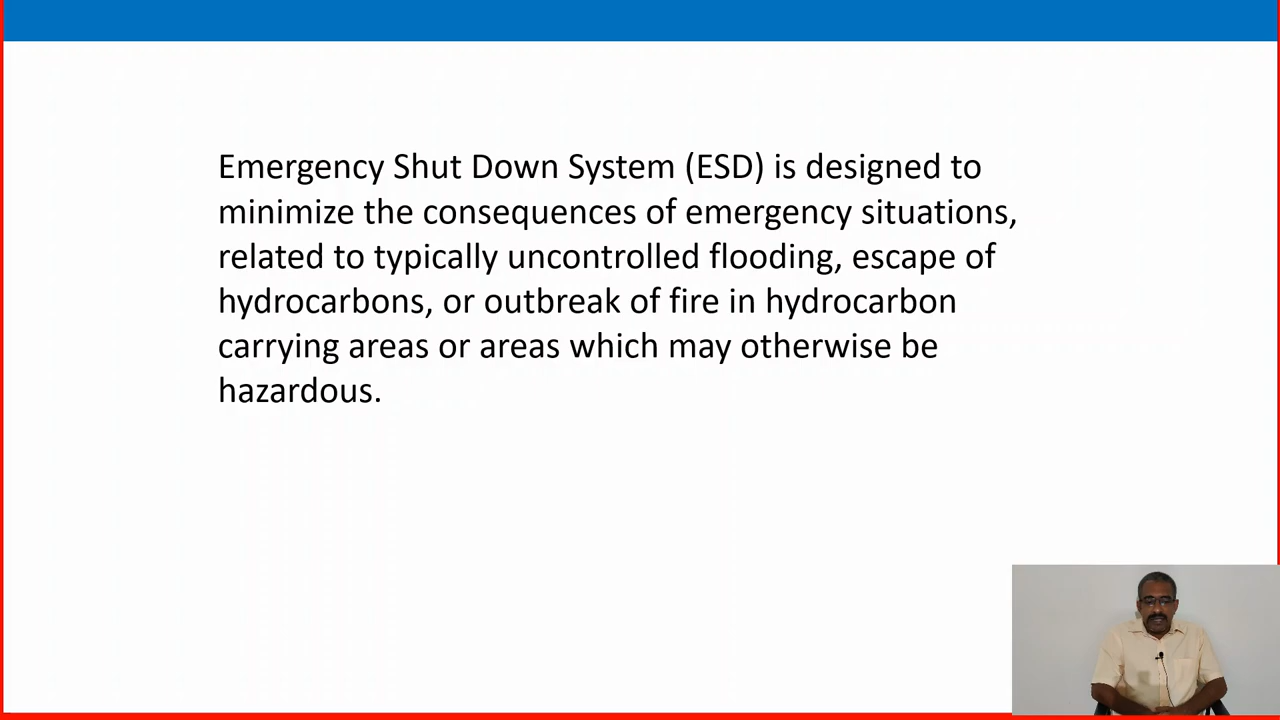 Emergency Shut Down System (ESD) is designed to
minimize the consequences of emergency situations,
related to typically uncontrolled flooding, escape of
hydrocarbons, or outbreak of fire in hydrocarbon
carrying areas or areas which may otherwise be
hazardous.